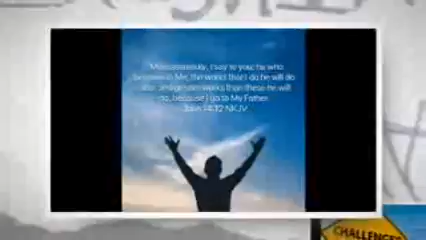 Most assuredly, I say to you, he who
believes in Me, the works that I do he will do
also; and greater works than these he will
do, because I go to My Father.
John 14:12 NKJV
CHALLENGES